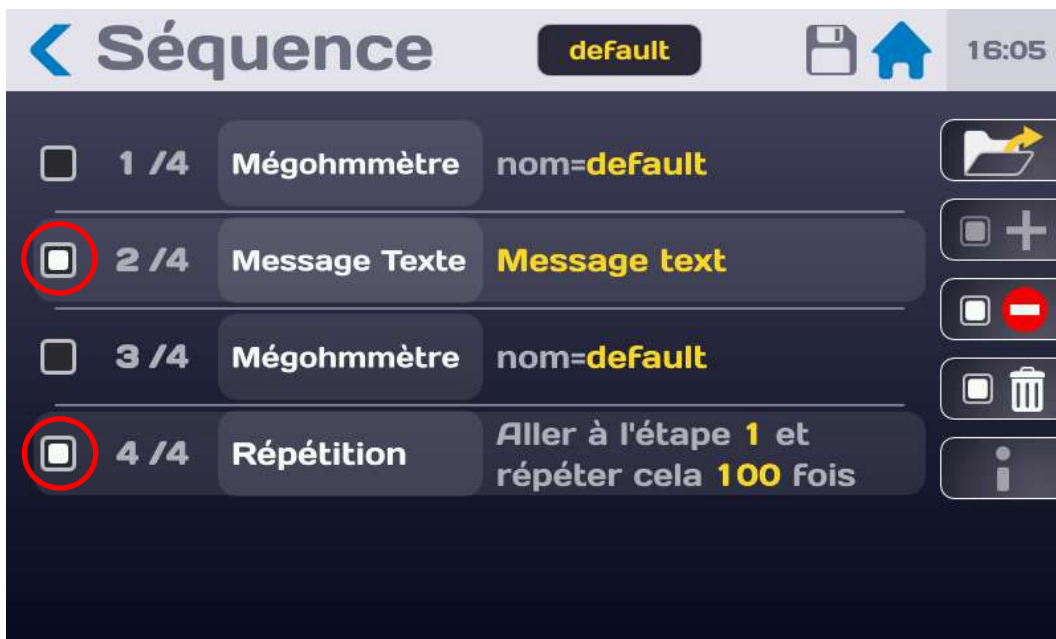 Séquence default 16:05
1 /4 Mégohmmètre nom=default
2 /4 Message Texte Message text
3 /4 Mégohmmètre nom=default
4 /4 Répétition Aller à l'étape 1 et
répéter cela 100 fois